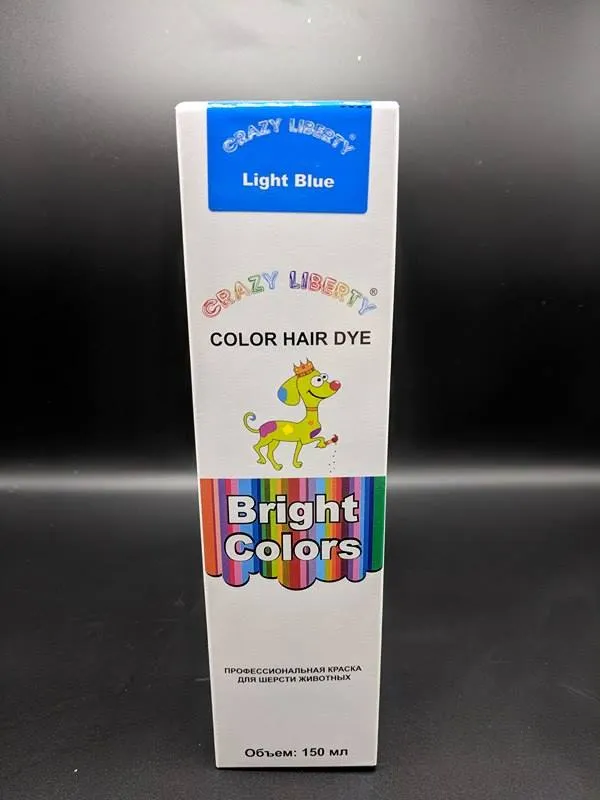 CRAZY LIBERTY®
Light Blue
CRAZY LIBERTY®
COLOR HAIR DYE
Bright
Colors
ПРОФЕССИОНАЛЬНАЯ КРАСКА
ДЛЯ ШЕРСТИ ЖИВОТНЫХ
Объем: 150 мл